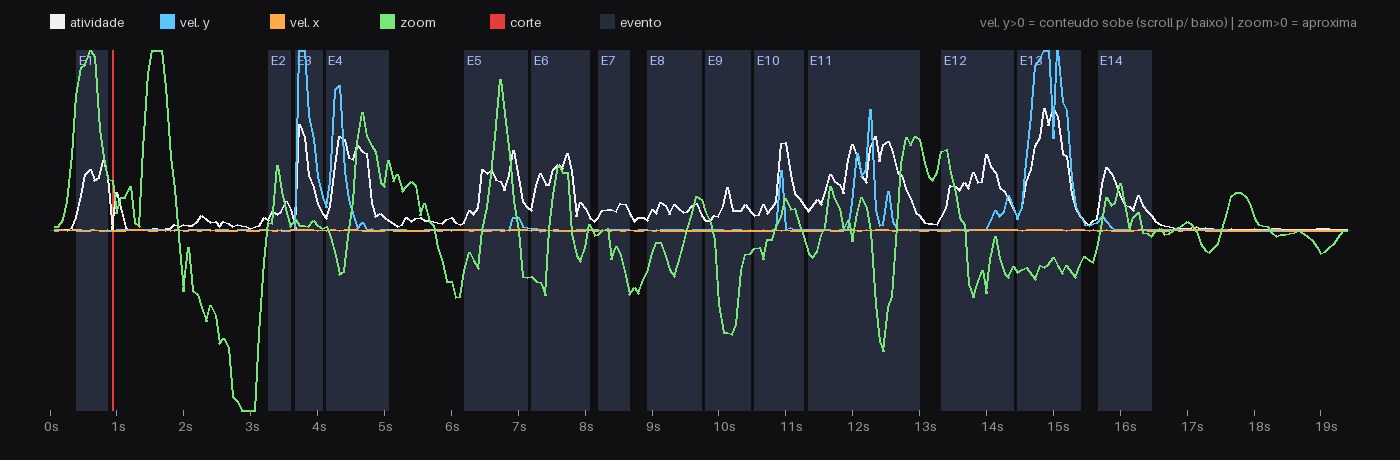 atividade vel. y vel. x zoom corte evento vel. y>0 = conteudo sobe (scroll p/ baixo) | zoom>0 = aproxima
E1 E2 E3 E4 E5 E6 E7 E8 E9 E10 E11 E12 E13 E14
0s 1s 2s 3s 4s 5s 6s 7s 8s 9s 10s 11s 12s 13s 14s 15s 16s 17s 18s 19s